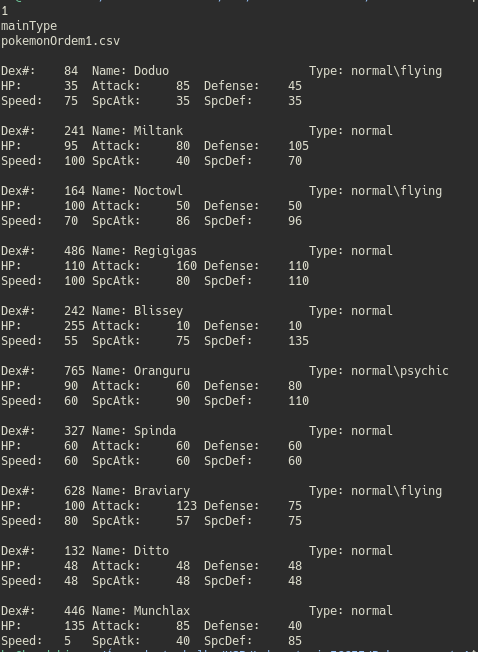 1
mainType
pokemonOrdem1.csv
Dex#: 84 Name: Doduo Type: normal\flying
HP: 35 Attack: 85 Defense: 45
Speed: 75 SpcAtk: 35 SpcDef: 35
Dex#: 241 Name: Miltank Type: normal
HP: 95 Attack: 80 Defense: 105
Speed: 100 SpcAtk: 40 SpcDef: 70
Dex#: 164 Name: Noctowl Type: normal\flying
HP: 100 Attack: 50 Defense: 50
Speed: 70 SpcAtk: 86 SpcDef: 96
Dex#: 486 Name: Regigigas Type: normal
HP: 110 Attack: 160 Defense: 110
Speed: 100 SpcAtk: 80 SpcDef: 110
Dex#: 242 Name: Blissey Type: normal
HP: 255 Attack: 10 Defense: 10
Speed: 55 SpcAtk: 75 SpcDef: 135
Dex#: 765 Name: Oranguru Type: normal\psychic
HP: 90 Attack: 60 Defense: 80
Speed: 60 SpcAtk: 90 SpcDef: 110
Dex#: 327 Name: Spinda Type: normal
HP: 60 Attack: 60 Defense: 60
Speed: 60 SpcAtk: 60 SpcDef: 60
Dex#: 628 Name: Braviary Type: normal\flying
HP: 100 Attack: 123 Defense: 75
Speed: 80 SpcAtk: 57 SpcDef: 75
Dex#: 132 Name: Ditto Type: normal
HP: 48 Attack: 48 Defense: 48
Speed: 48 SpcAtk: 48 SpcDef: 48
Dex#: 446 Name: Munchlax Type: normal
HP: 135 Attack: 85 Defense: 40
Speed: 5 SpcAtk: 40 SpcDef: 85